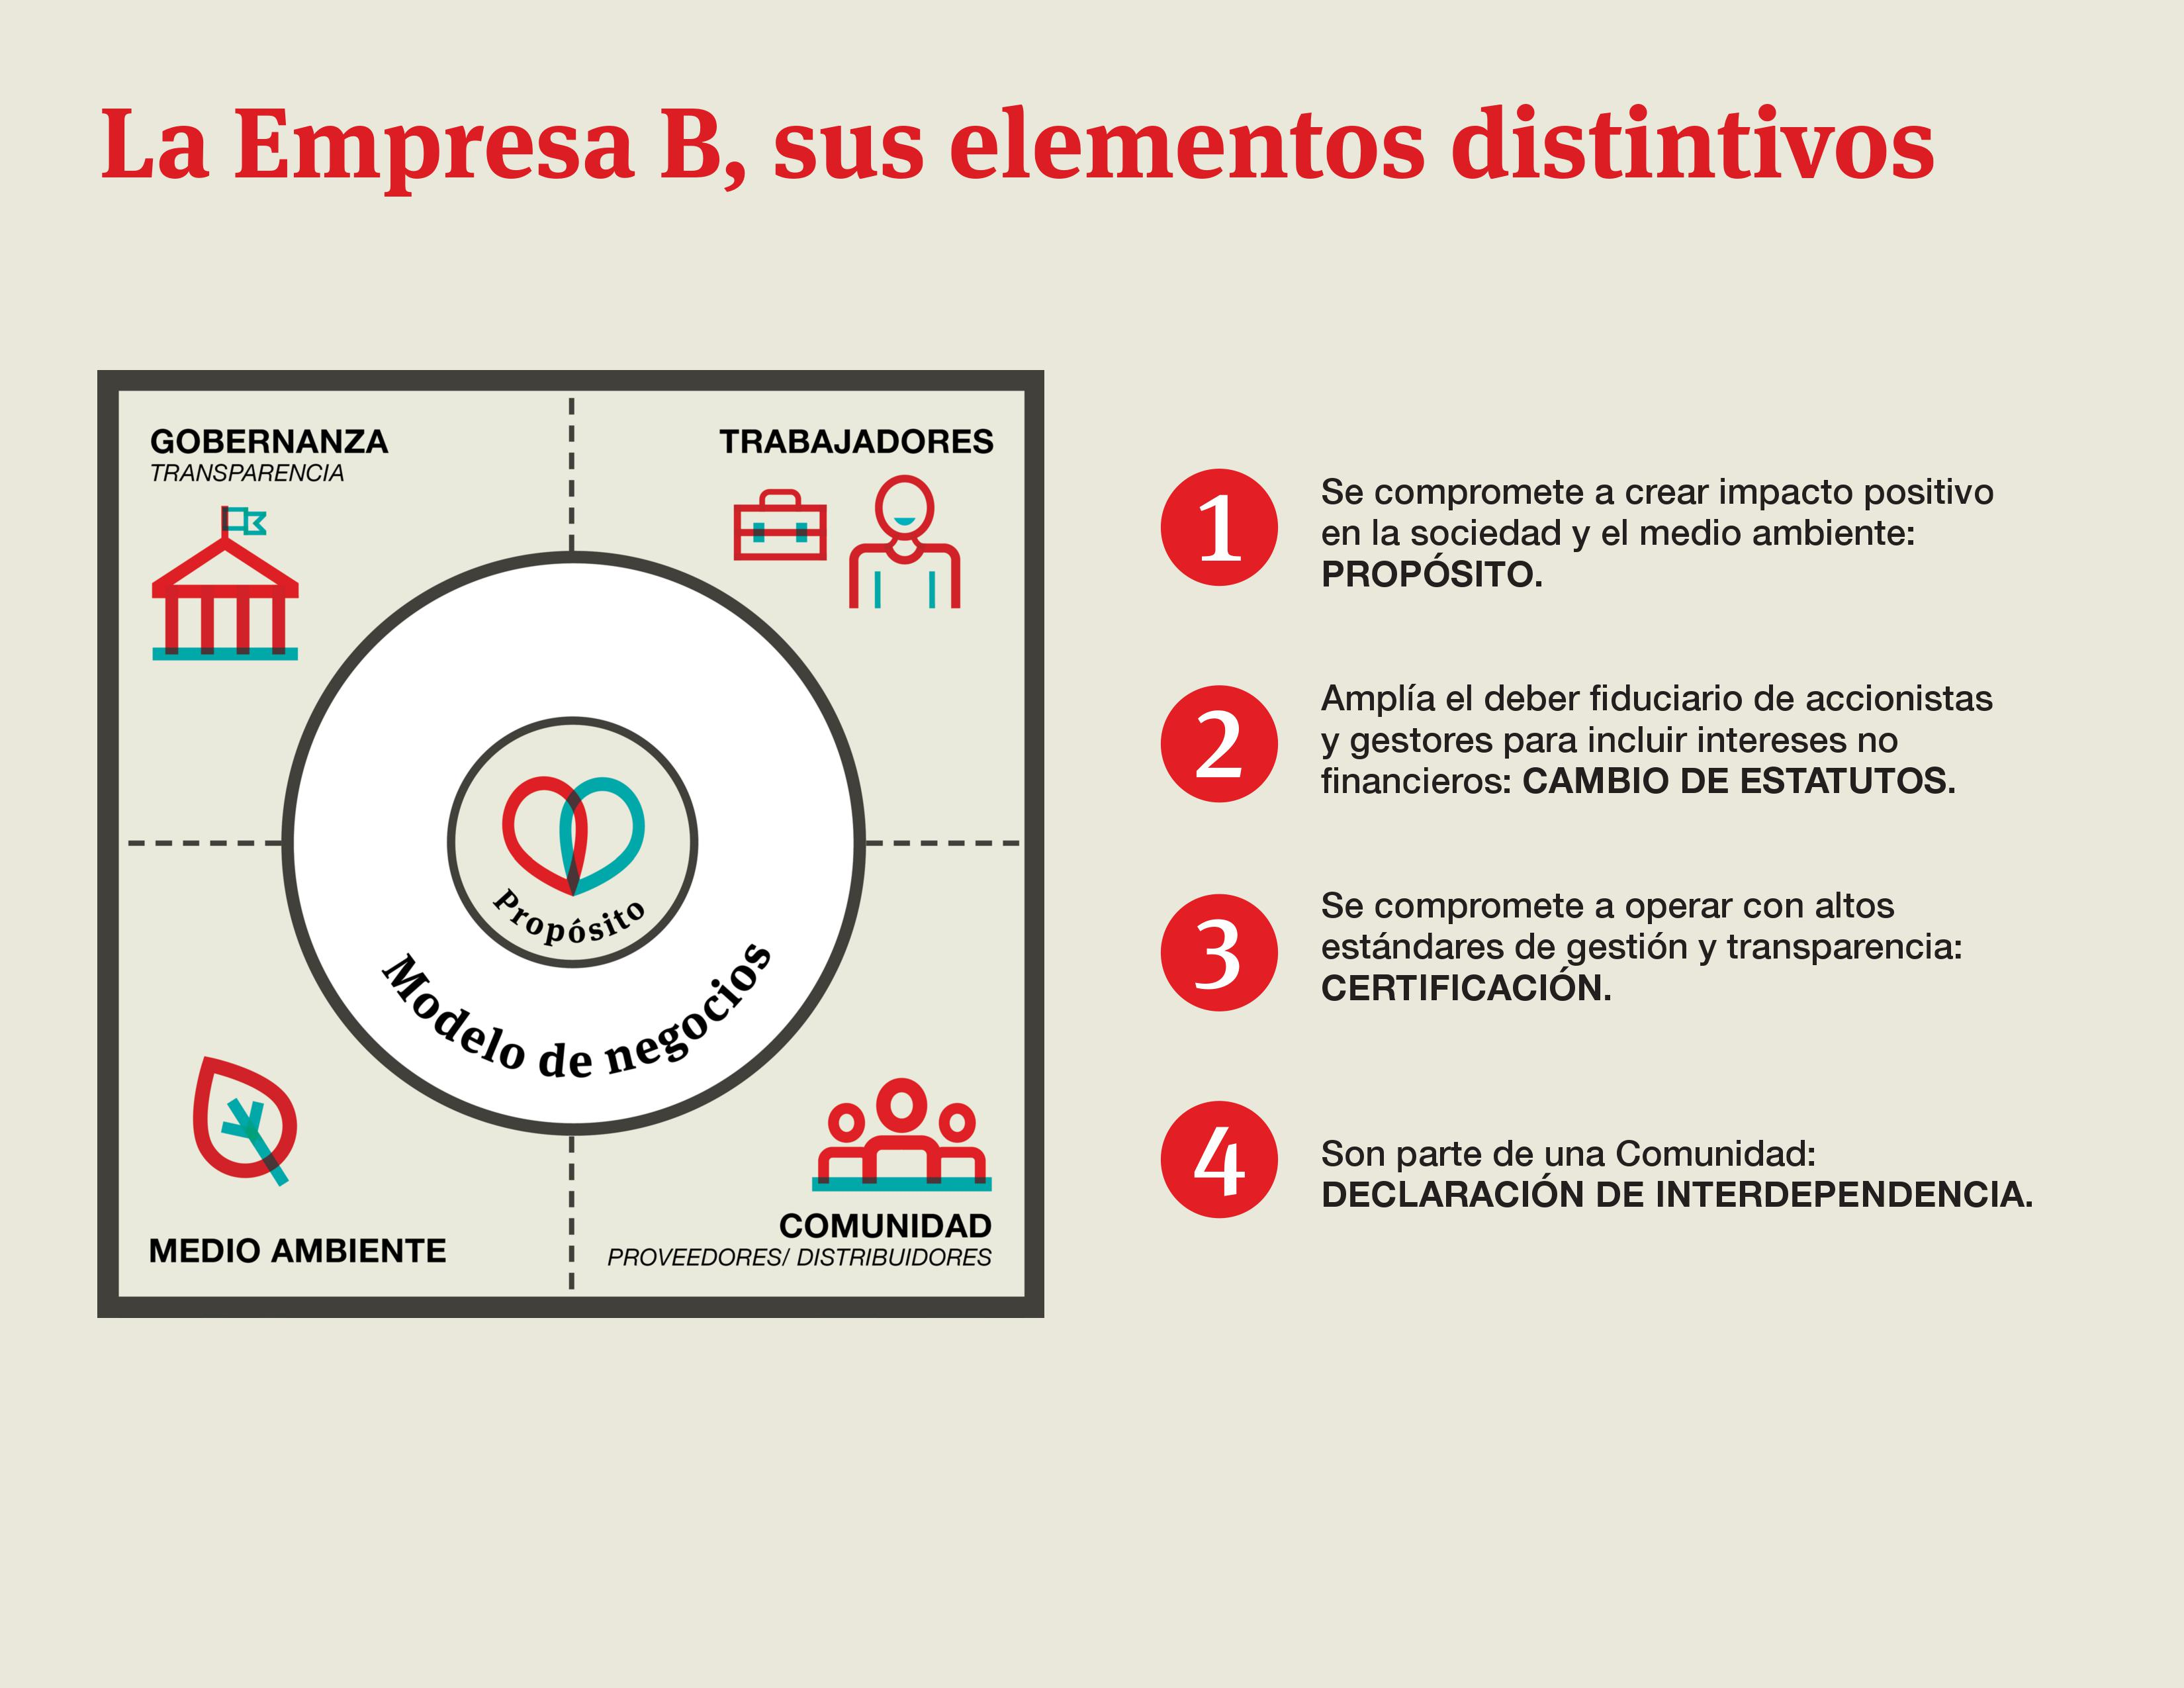 La Empresa B, sus elementos distintivos
GOBERNANZA
TRANSPARENCIA
TRABAJADORES
Propósito
Modelo de negocios
MEDIO AMBIENTE
COMUNIDAD
PROVEEDORES/ DISTRIBUIDORES
1
Se compromete a crear impacto positivo
en la sociedad y el medio ambiente:
PROPÓSITO.
2
Amplía el deber fiduciario de accionistas
y gestores para incluir intereses no
financieros: CAMBIO DE ESTATUTOS.
3
Se compromete a operar con altos
estándares de gestión y transparencia:
CERTIFICACIÓN.
4
Son parte de una Comunidad:
DECLARACIÓN DE INTERDEPENDENCIA.